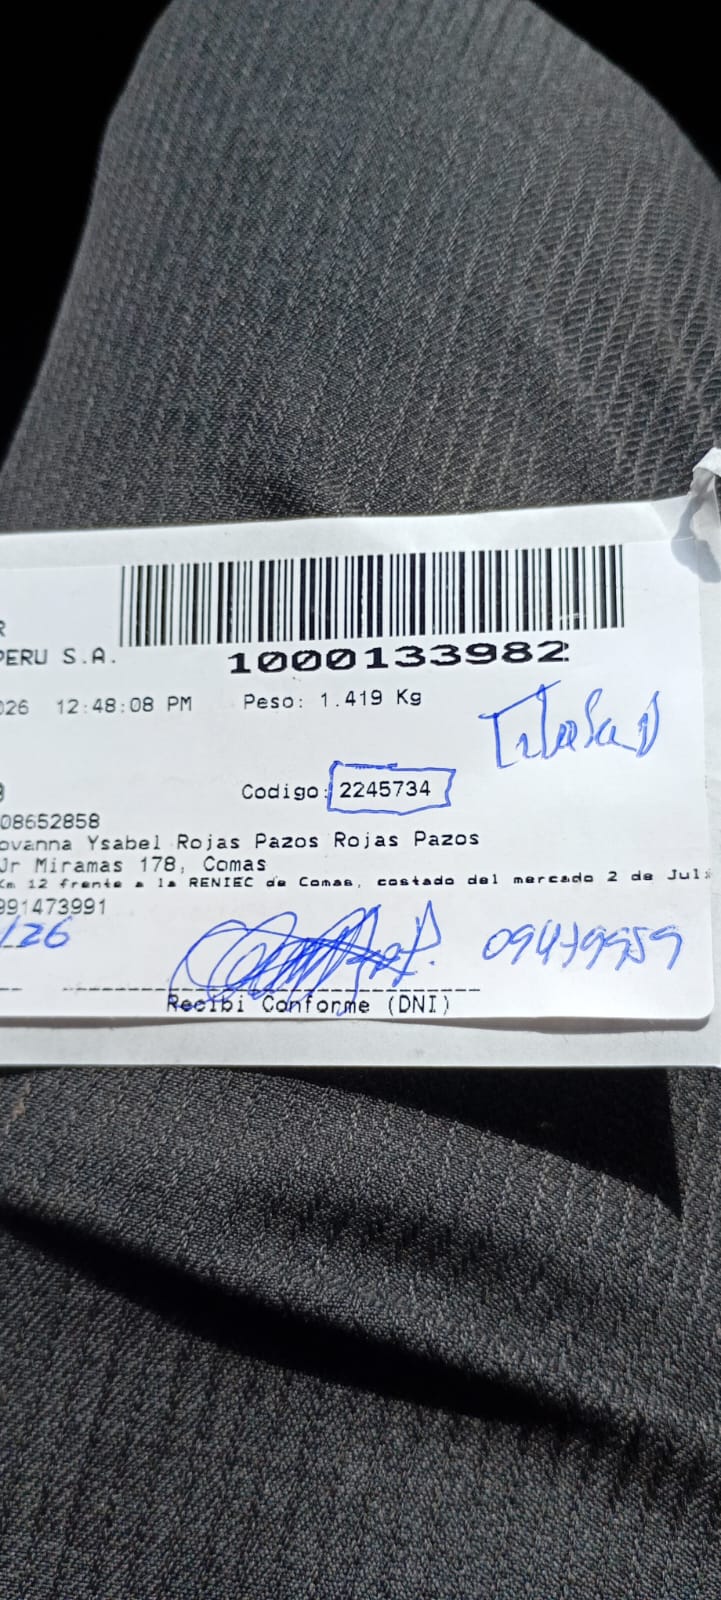 R
PERU S.A.
1000133982
026 12:48:08 PM Peso: 1.419 Kg
Codigo: 2245734
08652858
ovanna Ysabel Rojas Pazos Rojas Pazos
Jr Miramas 178, Comas
Km 12 frente a la RENIEC de Comas, costado del mercado 2 de Juli
991473991
/26
09479959
Recibi Conforme (DNI)